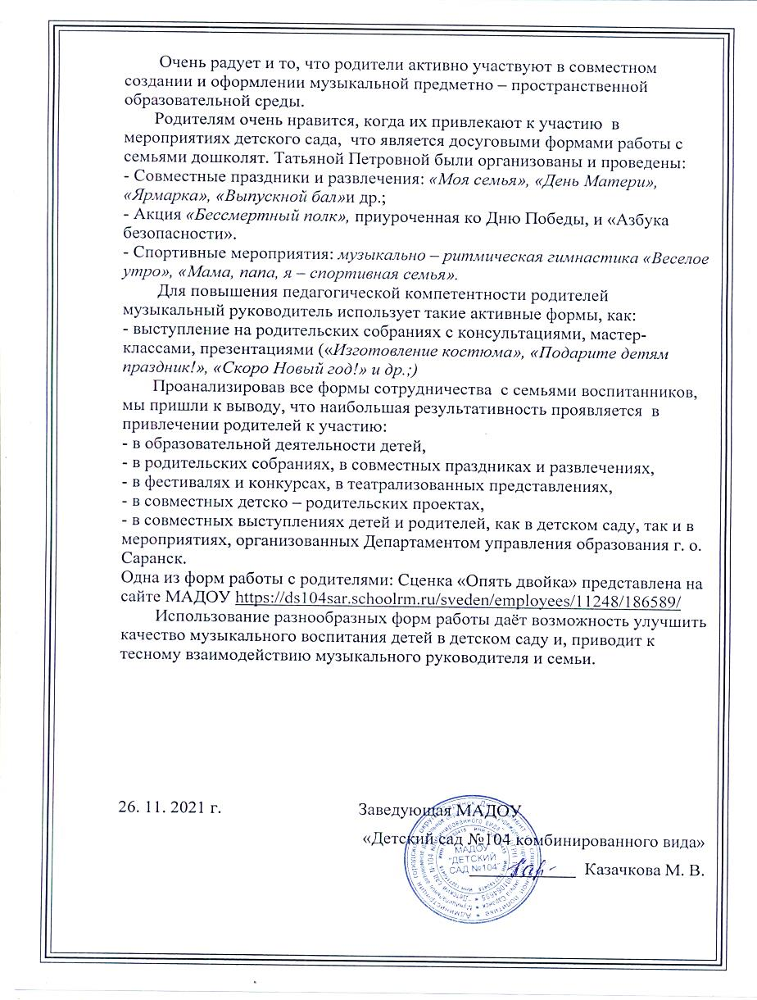 Очень радует и то, что родители активно участвуют в совместном
создании и оформлении музыкальной предметно – пространственной
образовательной среды.
Родителям очень нравится, когда их привлекают к участию в
мероприятиях детского сада, что является досуговыми формами работы с
семьями дошколят. Татьяной Петровной были организованы и проведены:
- Совместные праздники и развлечения: «Моя семья», «День Матери»,
«Ярмарка», «Выпускной бал»и др.;
- Акция «Бессмертный полк», приуроченная ко Дню Победы, и «Азбука
безопасности».
- Спортивные мероприятия: музыкально – ритмическая гимнастика «Веселое
утро», «Мама, папа, я – спортивная семья».
Для повышения педагогической компетентности родителей
музыкальный руководитель использует такие активные формы, как:
- выступление на родительских собраниях с консультациями, мастер-
классами, презентациями («Изготовление костюма», «Подарите детям
праздник!», «Скоро Новый год!» и др.;)
Проанализировав все формы сотрудничества с семьями воспитанников,
мы пришли к выводу, что наибольшая результативность проявляется в
привлечении родителей к участию:
- в образовательной деятельности детей,
- в родительских собраниях, в совместных праздниках и развлечениях,
- в фестивалях и конкурсах, в театрализованных представлениях,
- в совместных детско – родительских проектах,
- в совместных выступлениях детей и родителей, как в детском саду, так и в
мероприятиях, организованных Департаментом управления образования г. о.
Саранск.
Одна из форм работы с родителями: Сценка «Опять двойка» представлена на
сайте МАДОУ https://ds104sar.schoolrm.ru/sveden/employees/11248/186589/
Использование разнообразных форм работы даёт возможность улучшить
качество музыкального воспитания детей в детском саду и, приводит к
тесному взаимодействию музыкального руководителя и семьи.
26. 11. 2021 г.
Заведующая МАДОУ
«Детский сад №104 комбинированного вида»
Казачкова М. В.
МАДОУ
"ДЕТСКИЙ
САД №104"